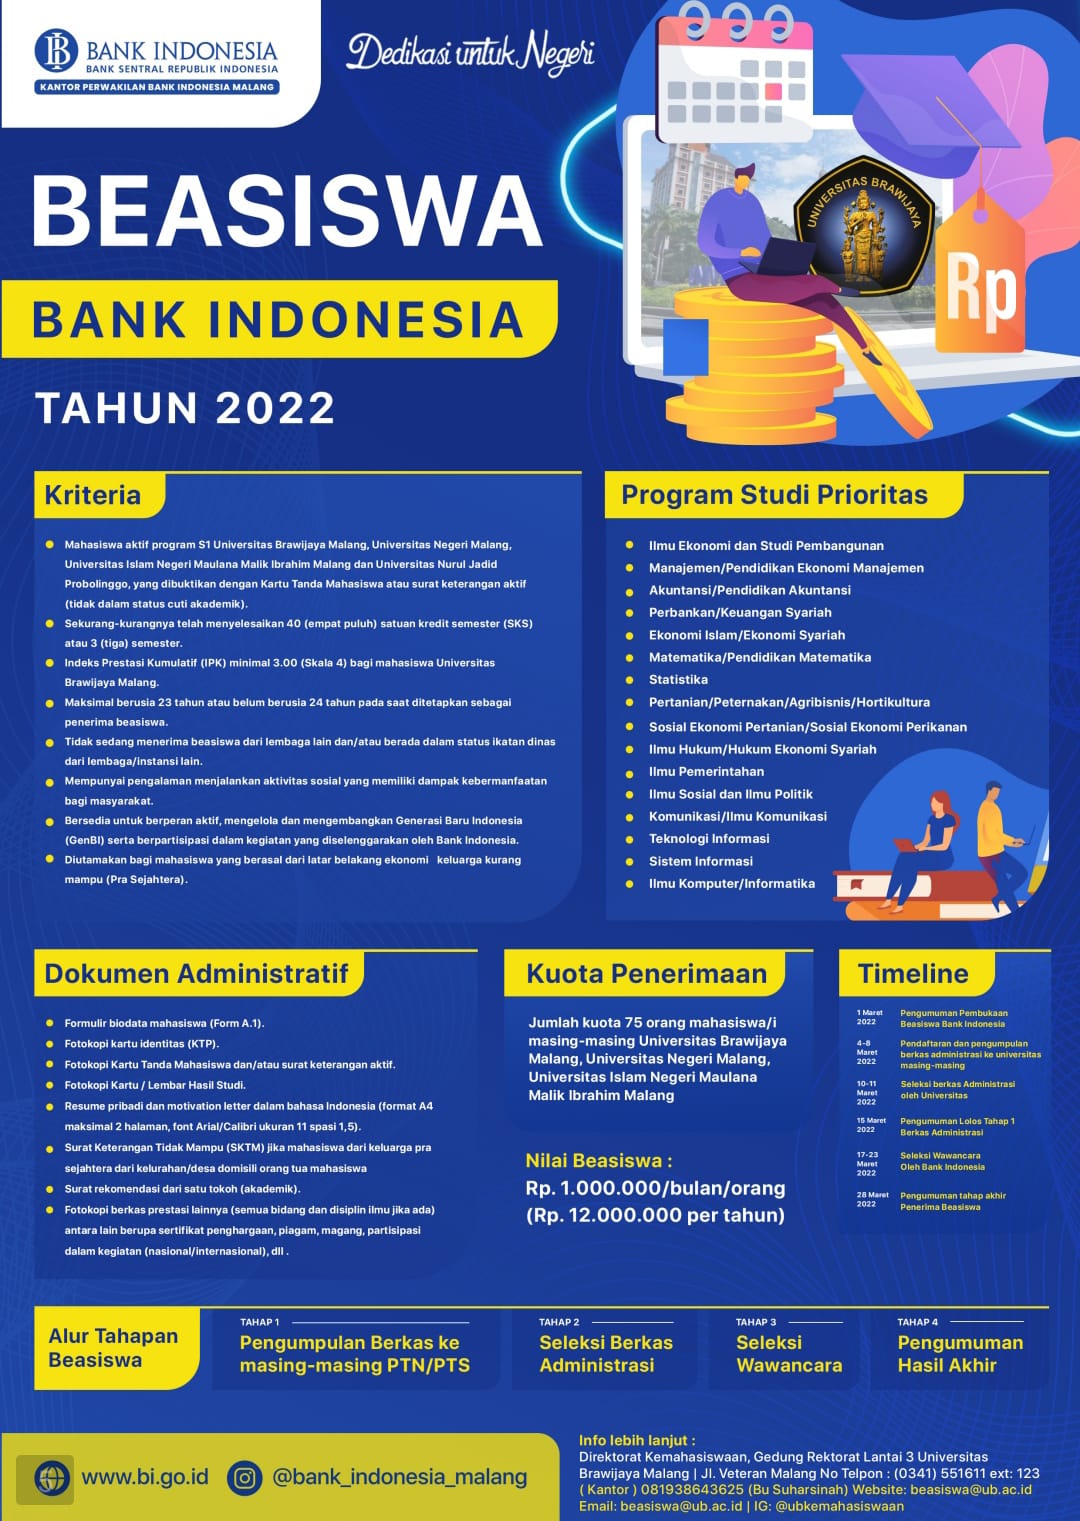 BANK INDONESIA
BANK SENTRAL REPUBLIK INDONESIA
KANTOR PERWAKILAN BANK INDONESIA MALANG
Dedikasi untuk Negeri
UNIVERSITAS BRAWIJAYA
Rp
BEASISWA
BANK INDONESIA
TAHUN 2022
Kriteria
Mahasiswa aktif program S1 Universitas Brawijaya Malang, Universitas Negeri Malang,
Universitas Islam Negeri Maulana Malik Ibrahim Malang dan Universitas Nurul Jadid
Probolinggo, yang dibuktikan dengan Kartu Tanda Mahasiswa atau surat keterangan aktif
(tidak dalam status cuti akademik).
Sekurang-kurangnya telah menyelesaikan 40 (empat puluh) satuan kredit semester (SKS)
atau 3 (tiga) semester.
Indeks Prestasi Kumulatif (IPK) minimal 3.00 (Skala 4) bagi mahasiswa Universitas
Brawijaya Malang.
Maksimal berusia 23 tahun atau belum berusia 24 tahun pada saat ditetapkan sebagai
penerima beasiswa.
Tidak sedang menerima beasiswa dari lembaga lain dan/atau berada dalam status ikatan dinas
dari lembaga/instansi lain.
Mempunyai pengalaman menjalankan aktivitas sosial yang memiliki dampak kebermanfaatan
bagi masyarakat.
Bersedia untuk berperan aktif, mengelola dan mengembangkan Generasi Baru Indonesia
(GenBI) serta berpartisipasi dalam kegiatan yang diselenggarakan oleh Bank Indonesia.
Diutamakan bagi mahasiswa yang berasal dari latar belakang ekonomi keluarga kurang
mampu (Pra Sejahtera).
Program Studi Prioritas
Ilmu Ekonomi dan Studi Pembangunan
Manajemen/Pendidikan Ekonomi Manajemen
Akuntansi/Pendidikan Akuntansi
Perbankan/Keuangan Syariah
Ekonomi Islam/Ekonomi Syariah
Matematika/Pendidikan Matematika
Statistika
Pertanian/Peternakan/Agribisnis/Hortikultura
Sosial Ekonomi Pertanian/Sosial Ekonomi Perikanan
Ilmu Hukum/Hukum Ekonomi Syariah
Ilmu Pemerintahan
Ilmu Sosial dan Ilmu Politik
Komunikasi/Ilmu Komunikasi
Teknologi Informasi
Sistem Informasi
Ilmu Komputer/Informatika
Dokumen Administratif
Formulir biodata mahasiswa (Form A.1).
Fotokopi kartu identitas (KTP).
Fotokopi Kartu Tanda Mahasiswa dan/atau surat keterangan aktif.
Fotokopi Kartu / Lembar Hasil Studi.
Resume pribadi dan motivation letter dalam bahasa Indonesia (format A4
maksimal 2 halaman, font Arial/Calibri ukuran 11 spasi 1,5).
Surat Keterangan Tidak Mampu (SKTM) jika mahasiswa dari keluarga pra
sejahtera dari kelurahan/desa domisili orang tua mahasiswa
Surat rekomendasi dari satu tokoh (akademik).
Fotokopi berkas prestasi lainnya (semua bidang dan disiplin ilmu jika ada)
antara lain berupa sertifikat penghargaan, piagam, magang, partisipasi
dalam kegiatan (nasional/internasional), dll .
Kuota Penerimaan
Jumlah kuota 75 orang mahasiswa/i
masing-masing Universitas Brawijaya
Malang, Universitas Negeri Malang,
Universitas Islam Negeri Maulana
Malik Ibrahim Malang
Nilai Beasiswa :
Rp. 1.000.000/bulan/orang
(Rp. 12.000.000 per tahun)
Timeline
1 Maret
2022
Pengumuman Pembukaan
Beasiswa Bank Indonesia
4-8
Maret
2022
Pendaftaran dan pengumpulan
berkas administrasi ke universitas
masing-masing
10-11
Maret
2022
Seleksi berkas Administrasi
oleh Universitas
15 Maret
2022
Pengumuman Lolos Tahap 1
Berkas Administrasi
17-23
Maret
2022
Seleksi Wawancara
Oleh Bank Indonesia
28 Maret
2022
Pengumuman tahap akhir
Penerima Beasiswa
Alur Tahapan
Beasiswa
TAHAP 1
Pengumpulan Berkas ke
masing-masing PTN/PTS
TAHAP 2
Seleksi Berkas
Administrasi
TAHAP 3
Seleksi
Wawancara
TAHAP 4
Pengumuman
Hasil Akhir
www.bi.go.id
@bank_indonesia_malang
Info lebih lanjut :
Direktorat Kemahasiswaan, Gedung Rektorat Lantai 3 Universitas
Brawijaya Malang | Jl. Veteran Malang No Telpon : (0341) 551611 ext: 123
( Kantor ) 081938643625 (Bu Suharsinah) Website: beasiswa@ub.ac.id
Email: beasiswa@ub.ac.id | IG: @ubkemahasiswaan